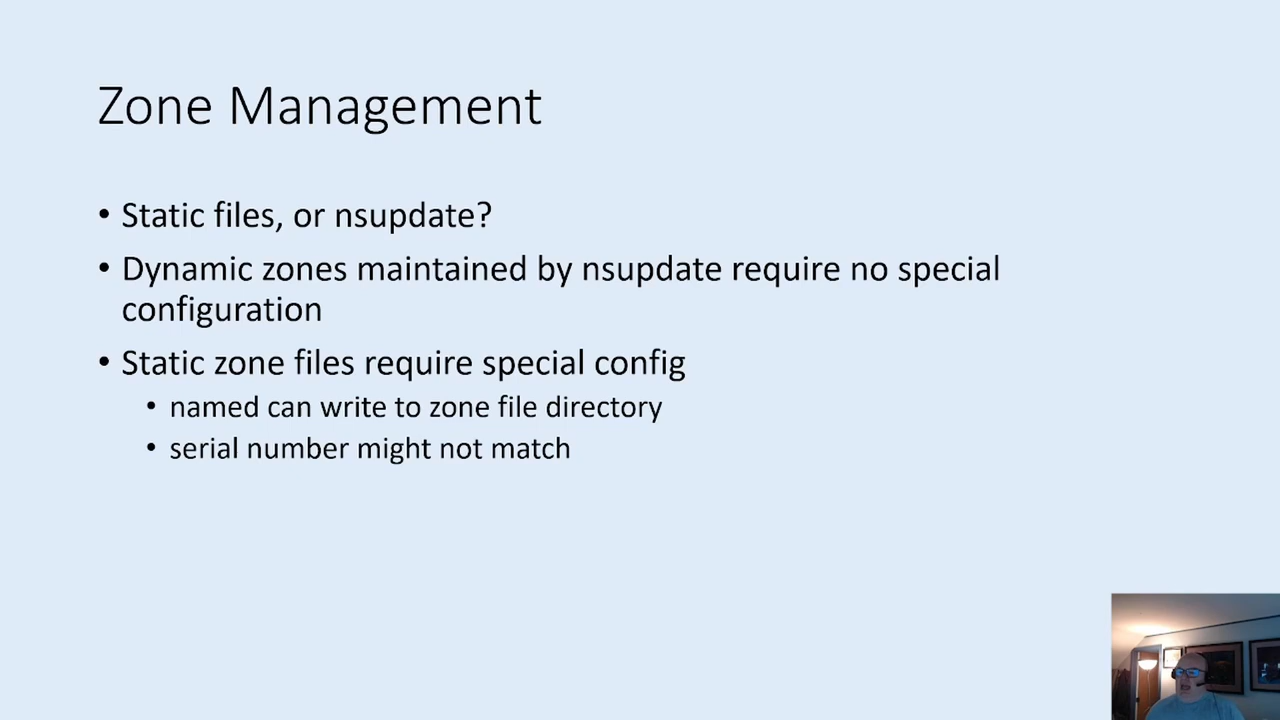 Zone Management
• Static files, or nsupdate?
• Dynamic zones maintained by nsupdate require no special
configuration
• Static zone files require special config
• named can write to zone file directory
• serial number might not match